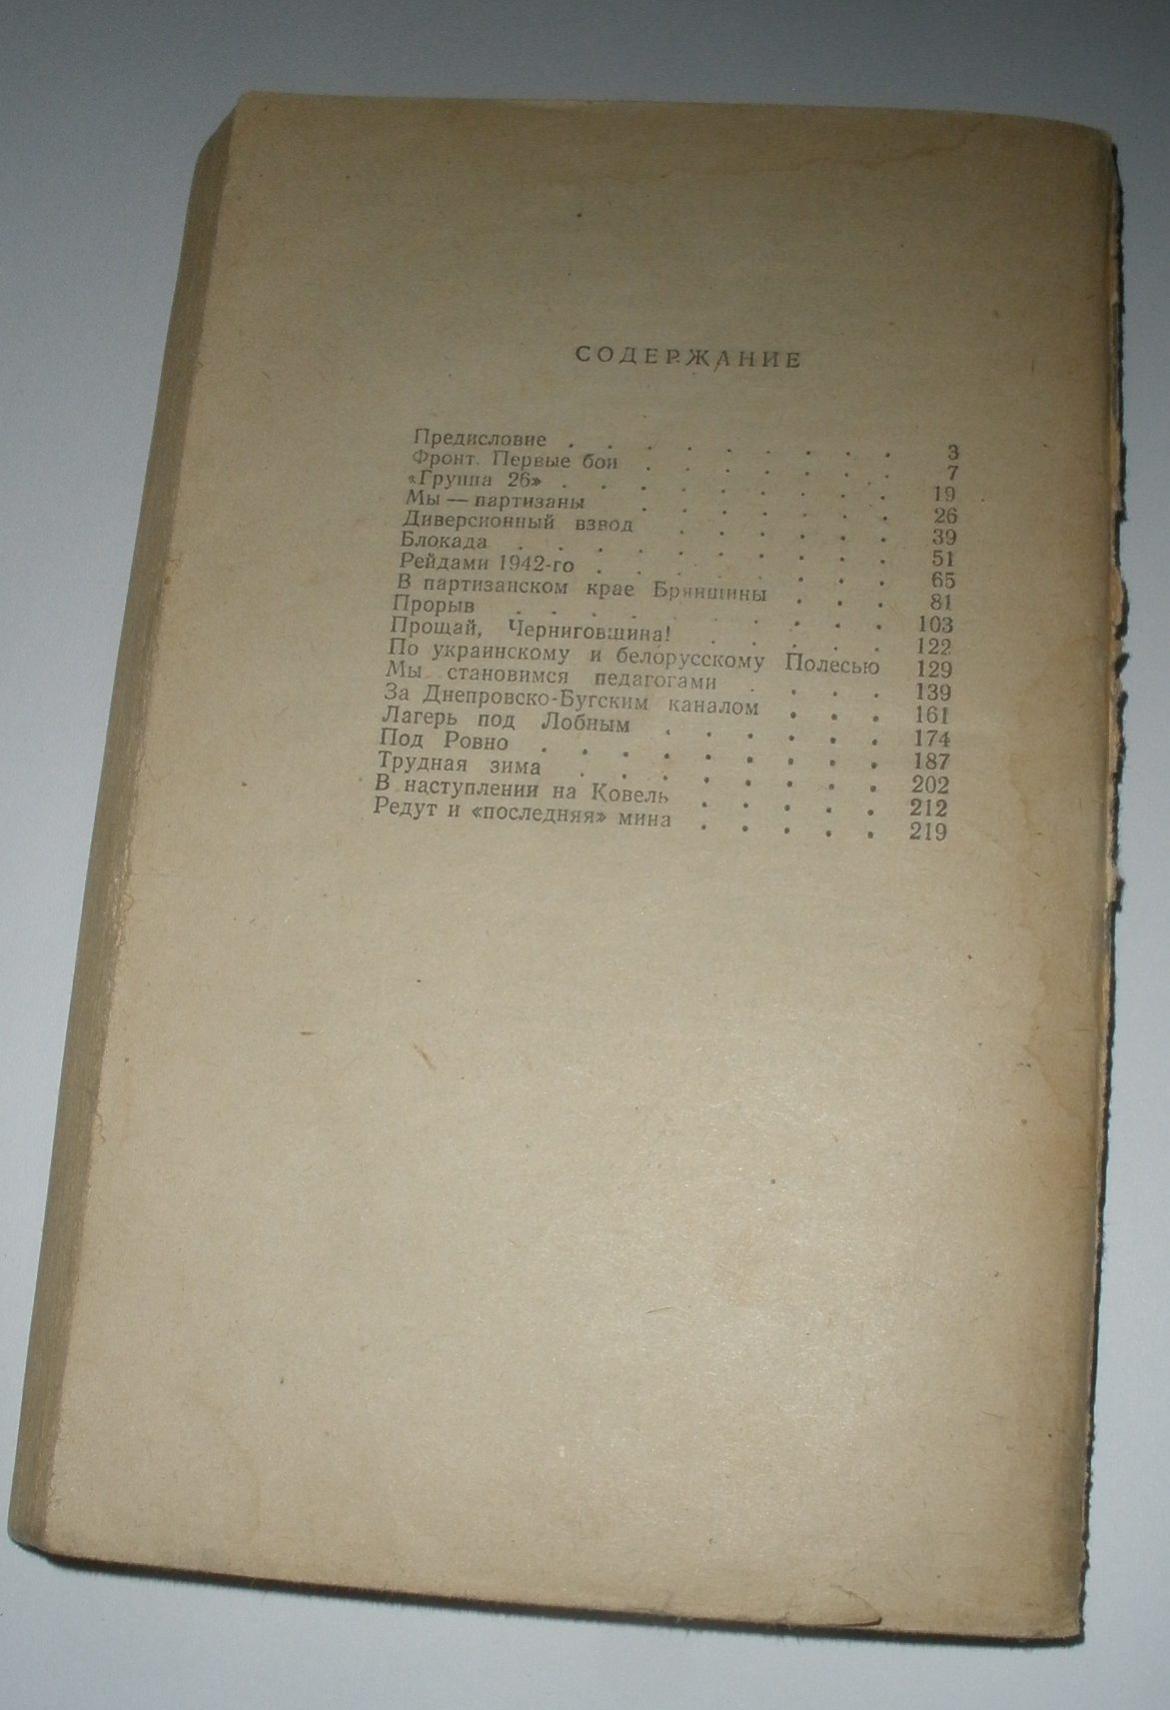 СОДЕРЖАНИЕ
Предисловие . . . . . . . . 3
Фронт. Первые бои . . . . . . . 7
«Группа 26» . . . . . . . . 19
Мы — партизаны . . . . . . . 26
Диверсионный взвод . . . . . . 39
Блокада . . . . . . . . . 51
Рейдами 1942-го . . . . . . . 65
В партизанском крае Брянщины . . . 81
Прорыв . . . . . . . . . 103
Прощай, Черниговщина! . . . . . 122
По украинскому и белорусскому Полесью 129
Мы становимся педагогами . . . . 139
За Днепровско-Бугским каналом . . . 161
Лагерь под Лобным . . . . . . 174
Под Ровно . . . . . . . . . 187
Трудная зима . . . . . . . . 202
В наступлении на Ковель . . . . . 212
Редут и «последняя» мина . . . . . 219